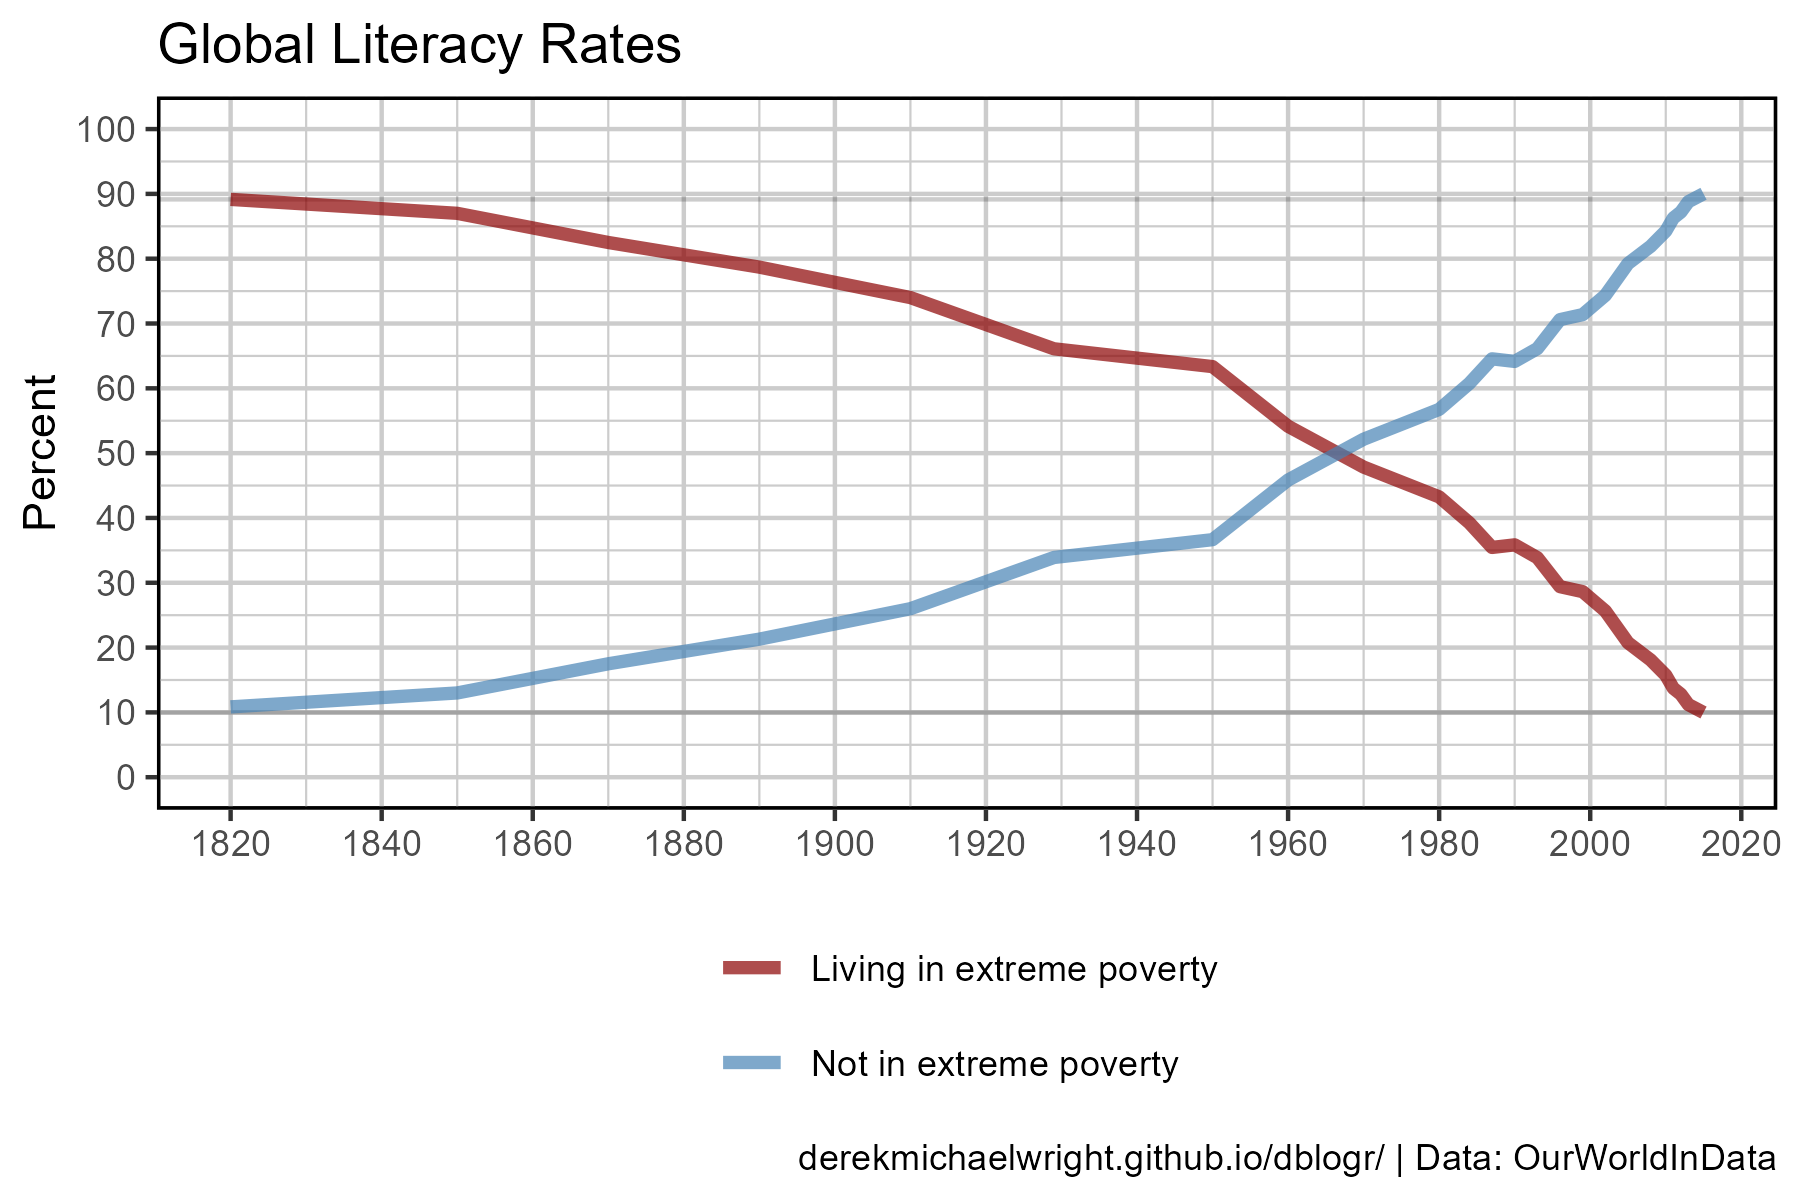 Global Literacy Rates
Percent
100
90
80
70
60
50
40
30
20
10
0
1820 1840 1860 1880 1900 1920 1940 1960 1980 2000 2020
Living in extreme poverty
Not in extreme poverty
derekmichaelwright.github.io/dblogr/ | Data: OurWorldInData